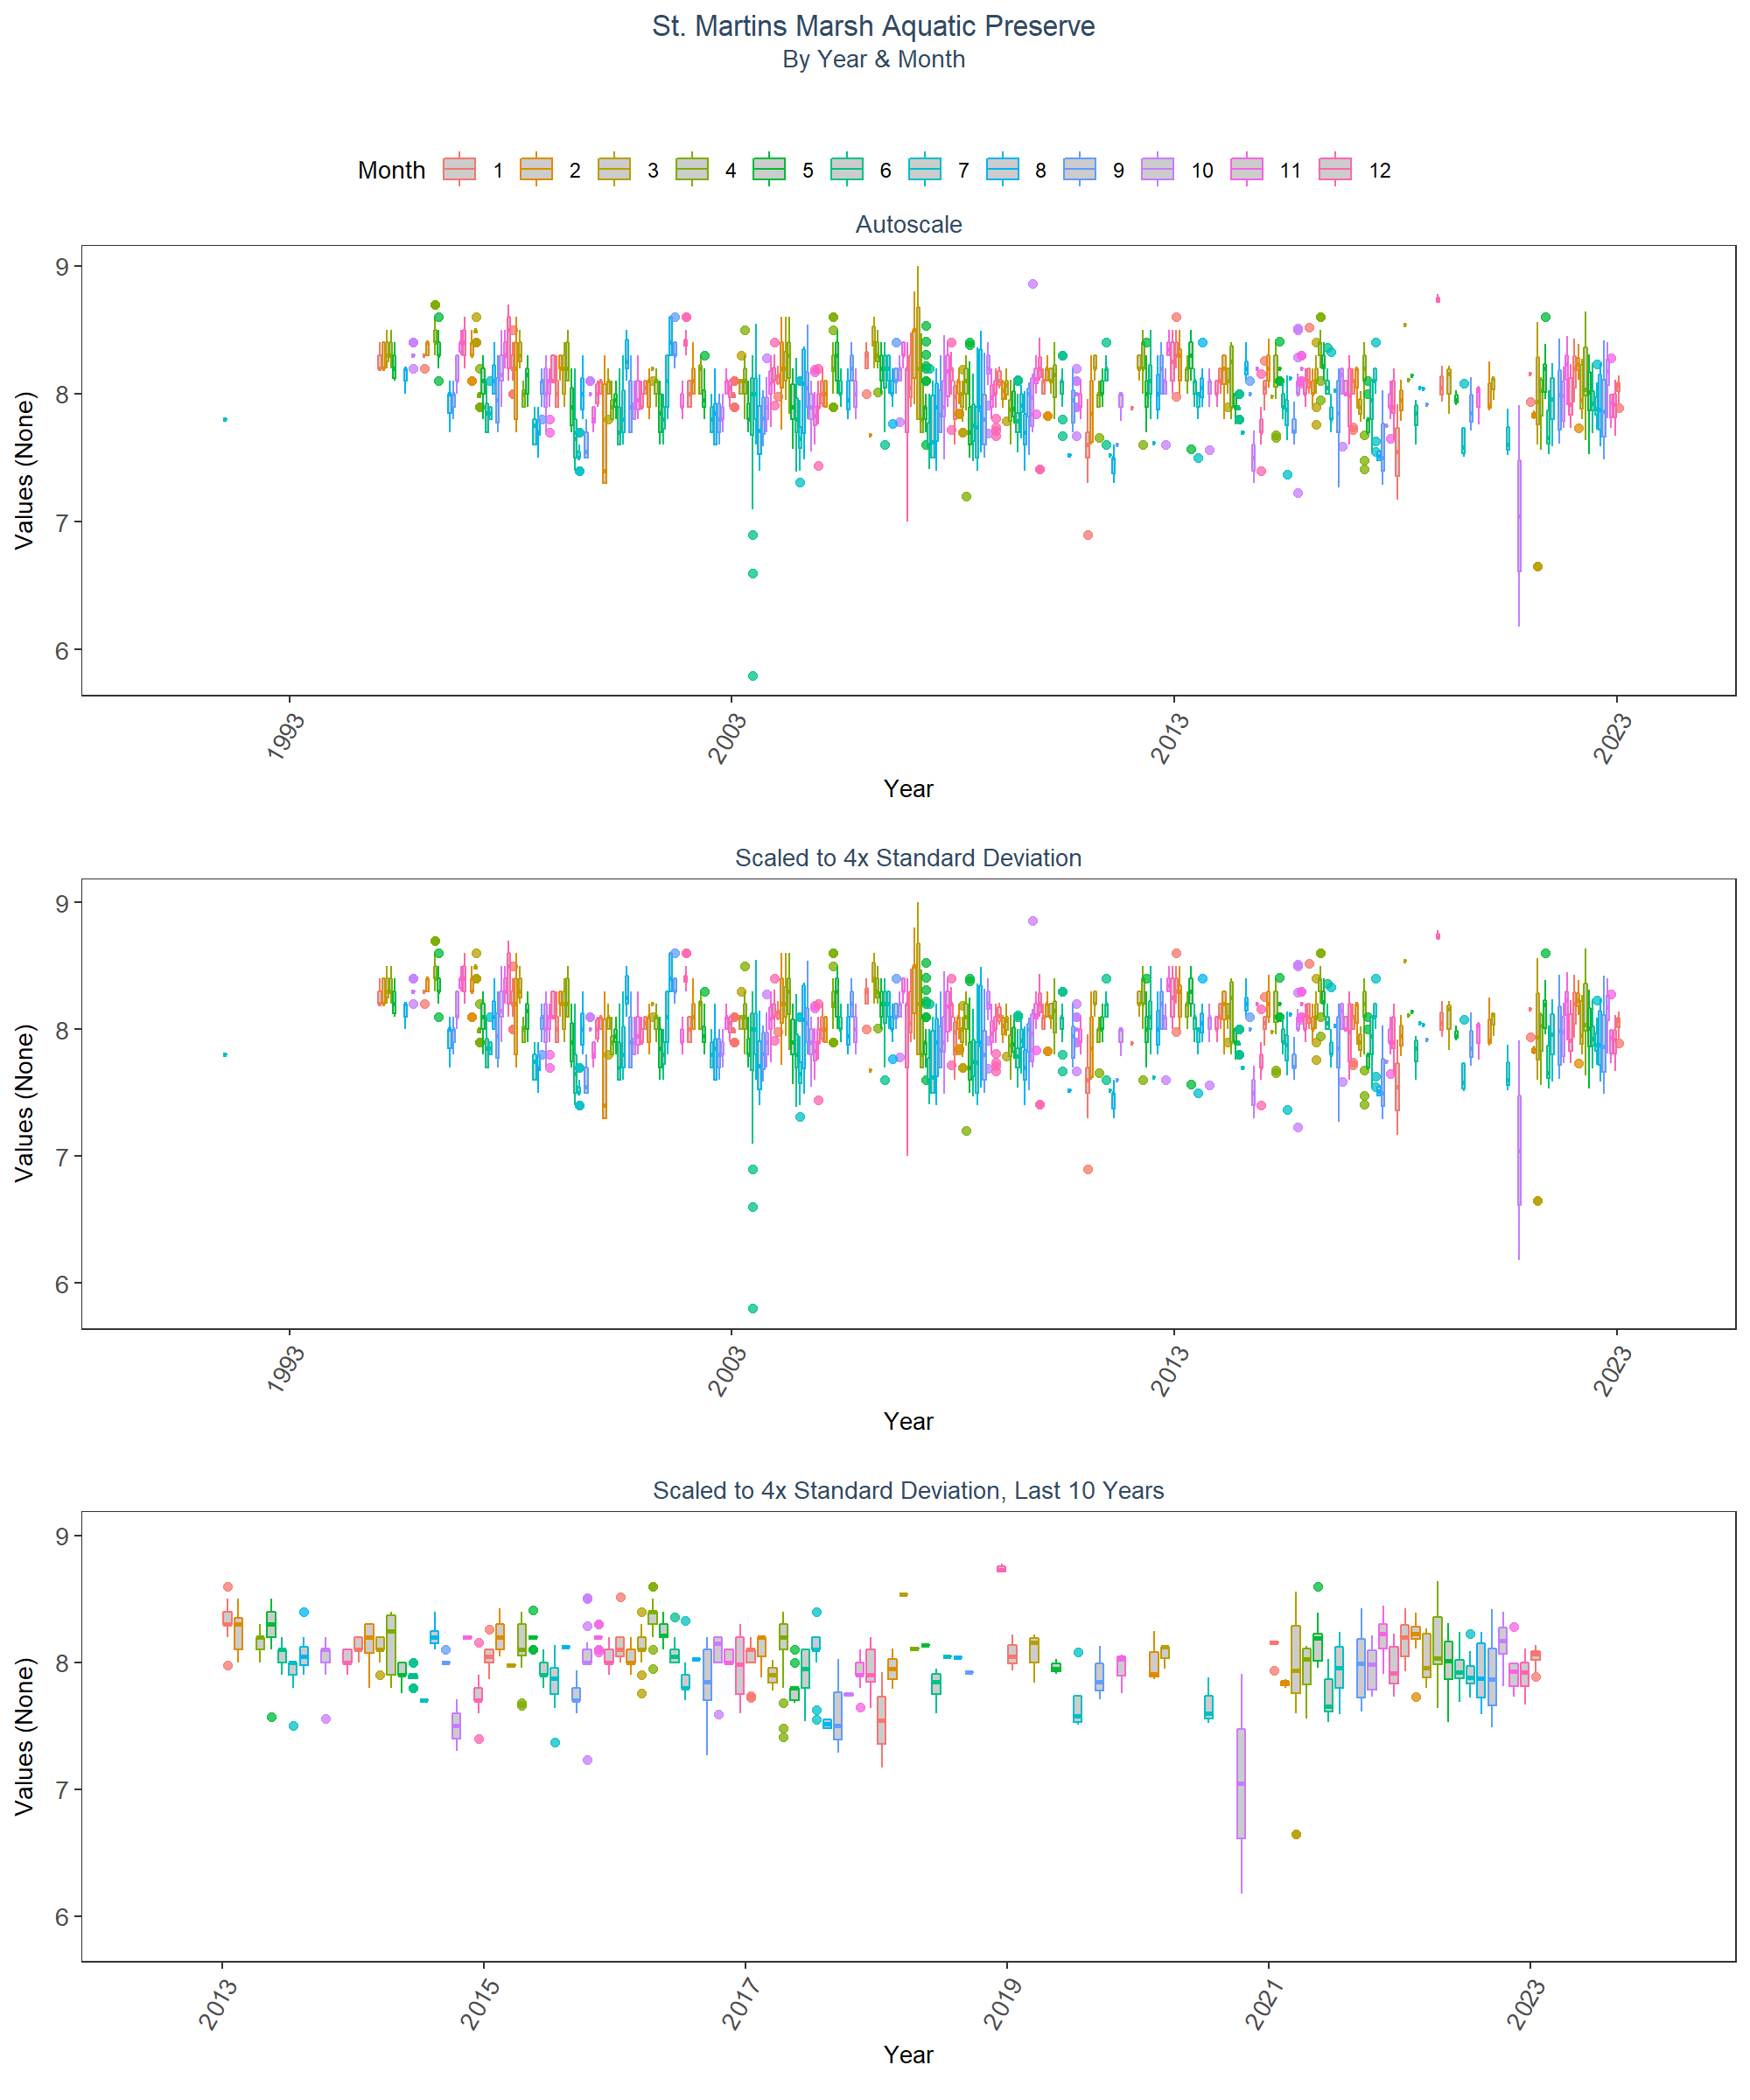 St. Martins Marsh Aquatic Preserve
By Year & Month
Month 1 2 3 4 5 6 7 8 9 10 11 12
Autoscale
Values (None)
9
8
7
6
1993 2003 2013 2023
Year
Scaled to 4x Standard Deviation
Values (None)
9
8
7
6
1993 2003 2013 2023
Year
Scaled to 4x Standard Deviation, Last 10 Years
Values (None)
9
8
7
6
2013 2015 2017 2019 2021 2023
Year